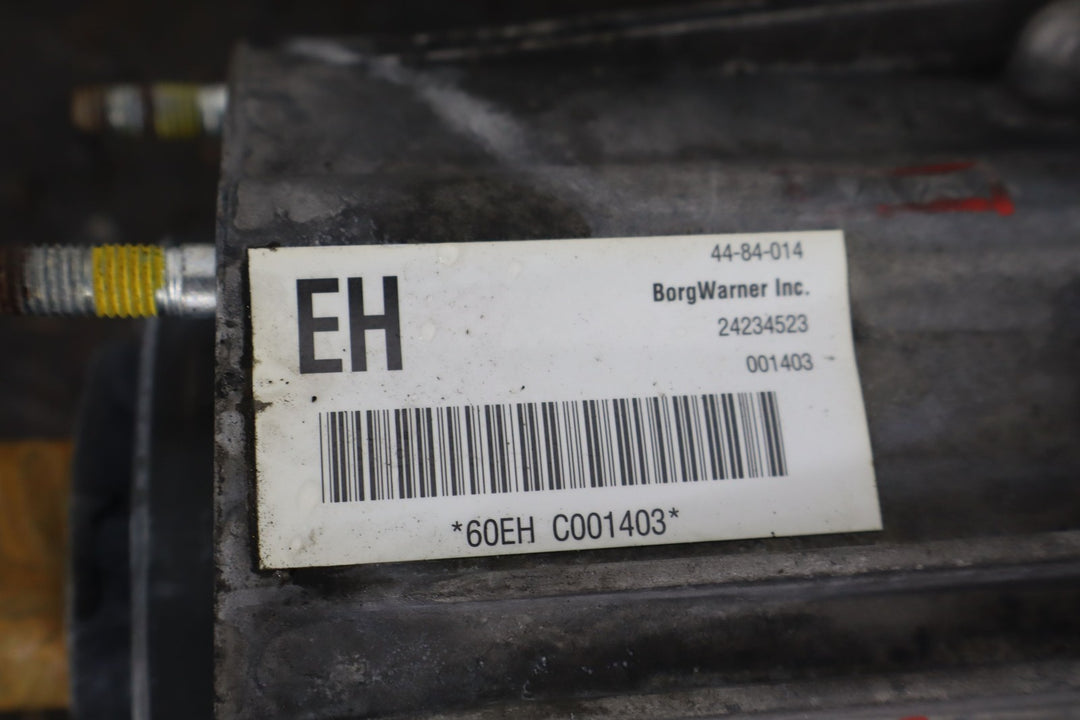 44-84-014
EH
BorgWarner Inc.
24234523
001403
*60EH C001403*